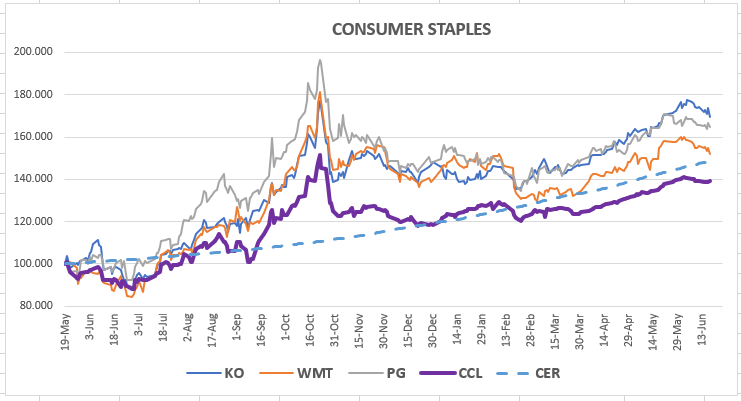 CONSUMER STAPLES
200.000
180.000
160.000
140.000
120.000
100.000
80.000
19-May
3-Jun
18-Jun
3-Jul
18-Jul
2-Aug
17-Aug
1-Sep
16-Sep
1-Oct
16-Oct
31-Oct
15-Nov
30-Nov
15-Dec
30-Dec
14-Jan
29-Jan
13-Feb
28-Feb
15-Mar
30-Mar
14-Apr
29-Apr
14-May
29-May
13-Jun
KO WMT PG CCL CER